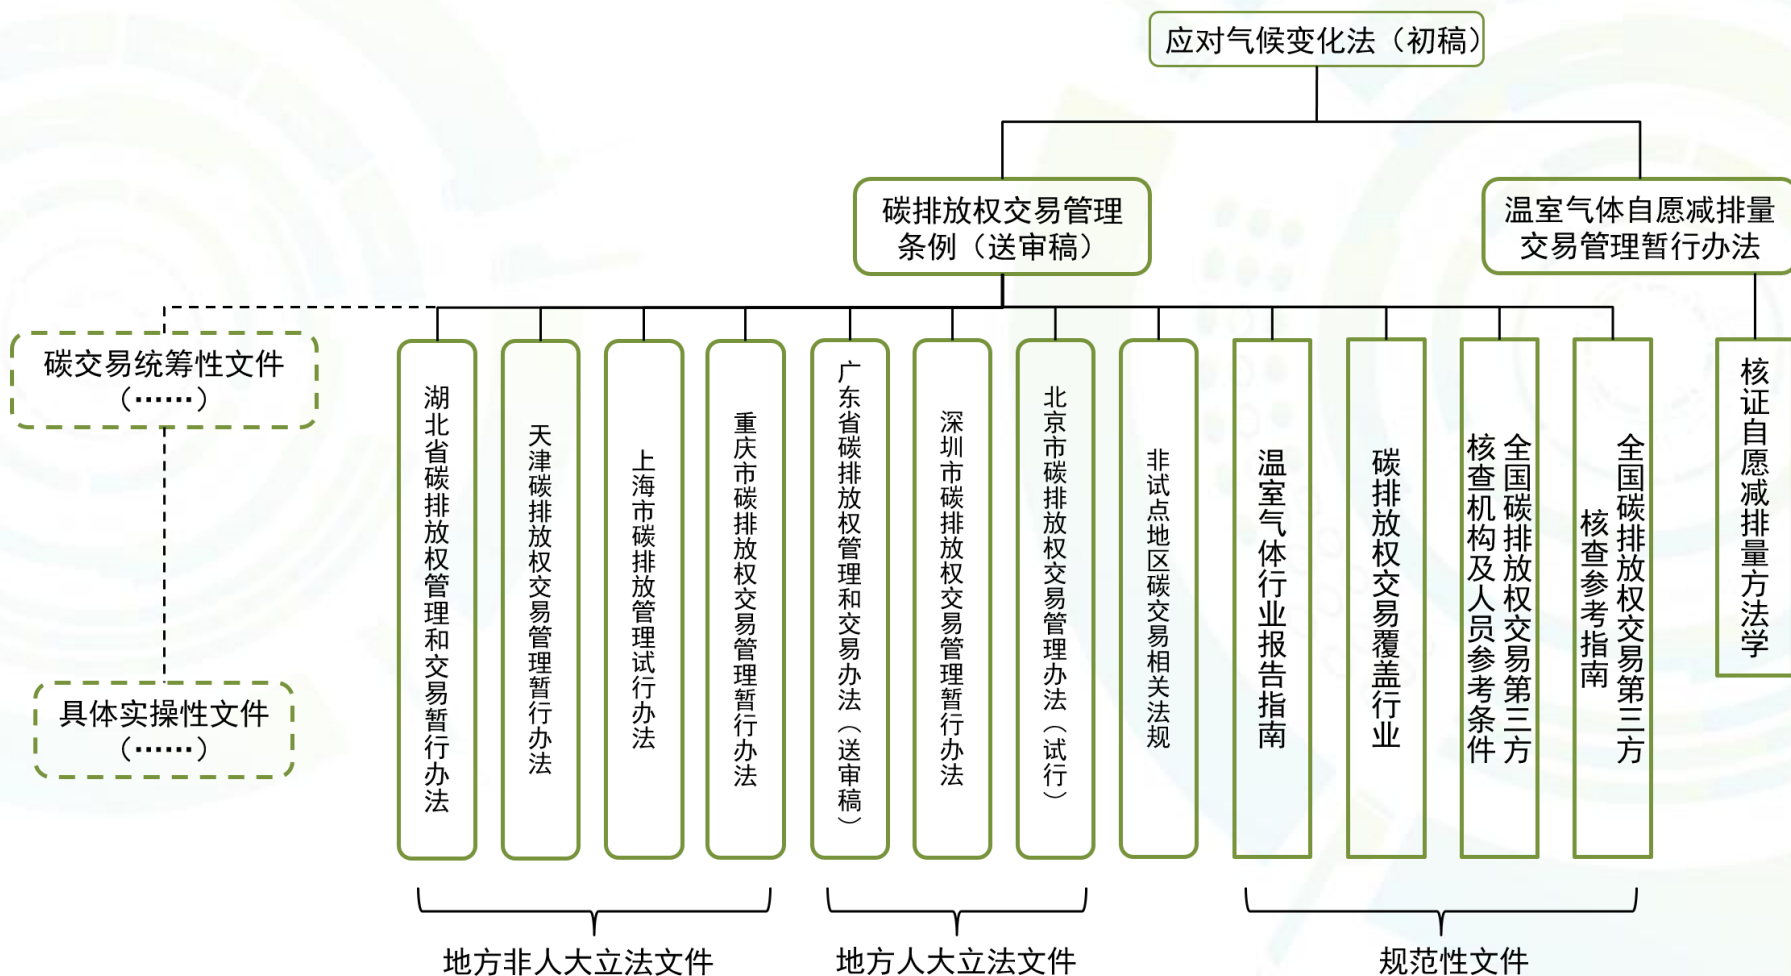 应对气候变化法（初稿）
碳排放权交易管理
条例（送审稿）
温室气体自愿减排量
交易管理暂行办法
碳交易统筹性文件
（……）
具体实操性文件
（……）
湖北省碳排放权管理和交易暂行办法
天津碳排放权交易管理暂行办法
上海市碳排放管理试行办法
重庆市碳排放权交易管理暂行办法
广东省碳排放权管理和交易办法（送审稿）
深圳市碳排放权交易管理暂行办法
北京市碳排放权交易管理办法（试行）
非试点地区碳交易相关法规
温室气体行业报告指南
碳排放权交易覆盖行业
全国碳排放权交易第三方
核查机构及人员参考条件
全国碳排放权交易第三方
核查参考指南
核证自愿减排量方法学
地方非人大立法文件
地方人大立法文件
规范性文件